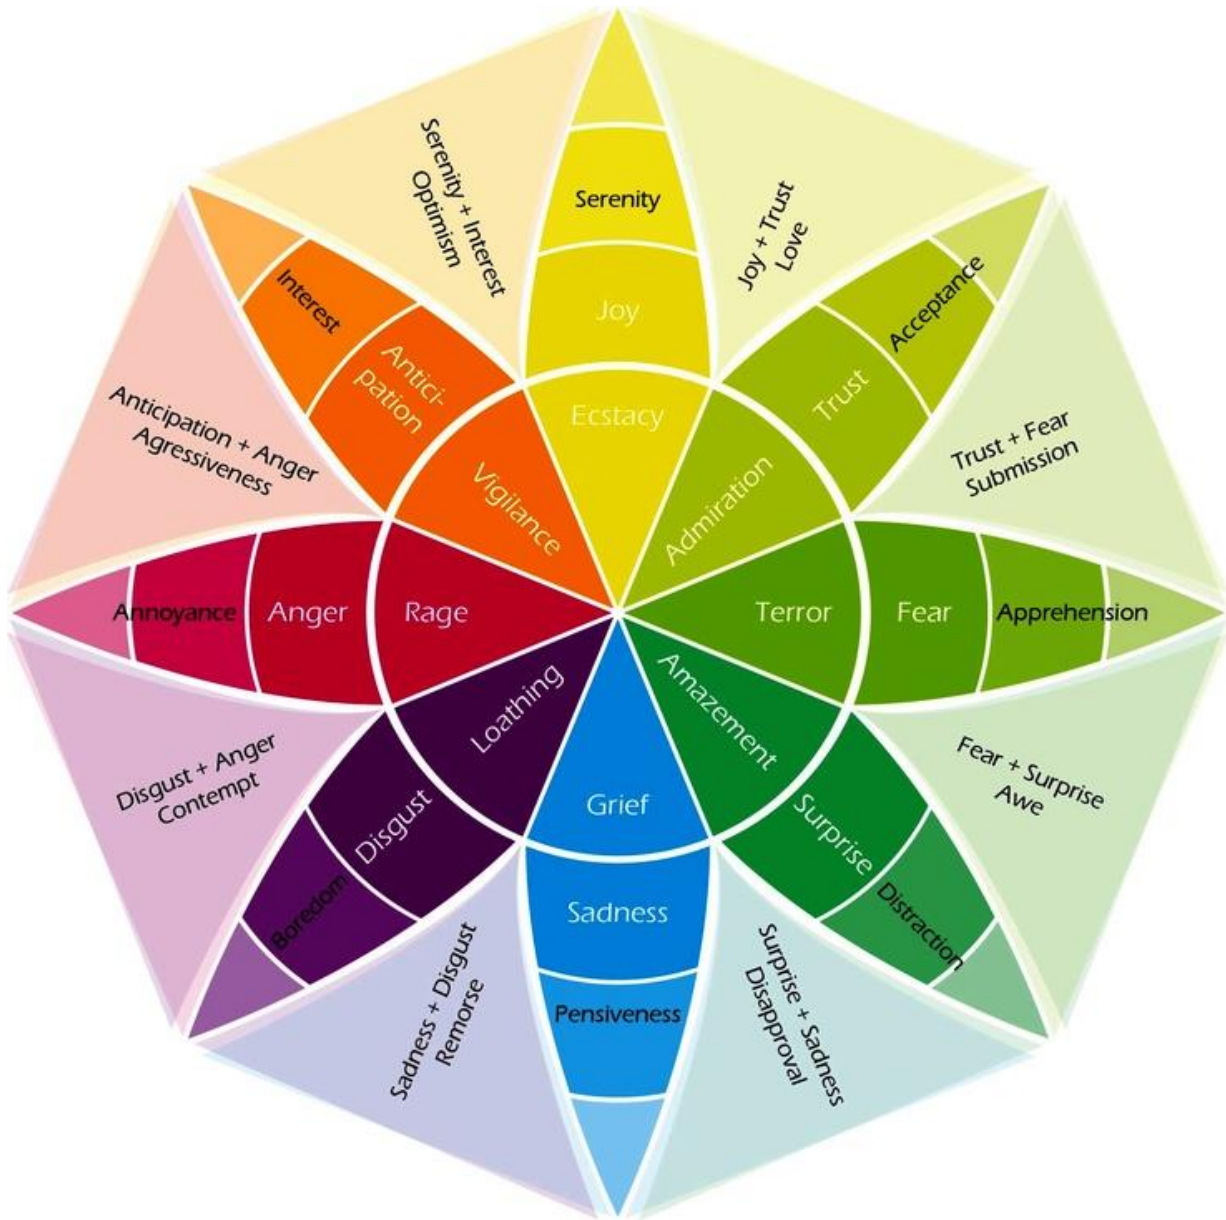 Serenity
Joy
Ecstacy
Joy + Trust
Love
Acceptance
Trust
Admiration
Trust + Fear
Submission
Terror
Fear
Apprehension
Fear + Surprise
Awe
Amazement
Surprise
Distraction
Surprise + Sadness
Disapproval
Grief
Sadness
Pensiveness
Sadness + Disgust
Remorse
Loathing
Disgust
Boredom
Disgust + Anger
Contempt
Annoyance
Anger
Rage
Anticipation + Anger
Agressiveness
Interest
Antici-
pation
Vigilance
Serenity + Interest
Optimism